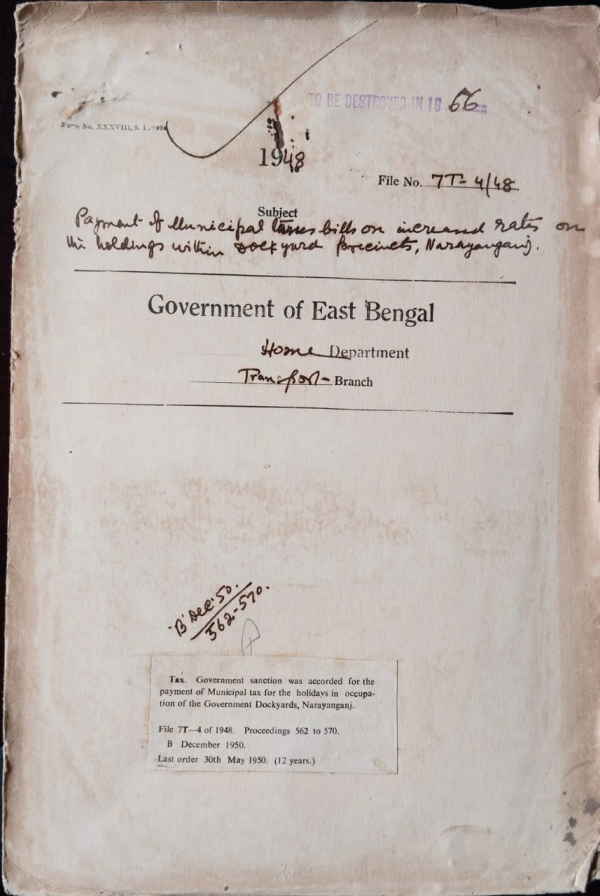 TO BE DESTROYED IN 19 66
Form No. XXXVIII, S. I./1924
1948
File No. 7T-4/48.
Subject
Payment of Municipal taxes bills on increased rates on
the holdings within Dockyard precincts, Narayanganj.
Government of East Bengal
Home Department
Transport Branch
'B' Dec. '50.
562-570.
Tax. Government sanction was accorded for the
payment of Municipal tax for the holidays in occupa-
tion of the Government Dockyards, Narayanganj.
File 7T—4 of 1948. Proceedings 562 to 570.
B December 1950.
Last order 30th May 1950. (12 years.)